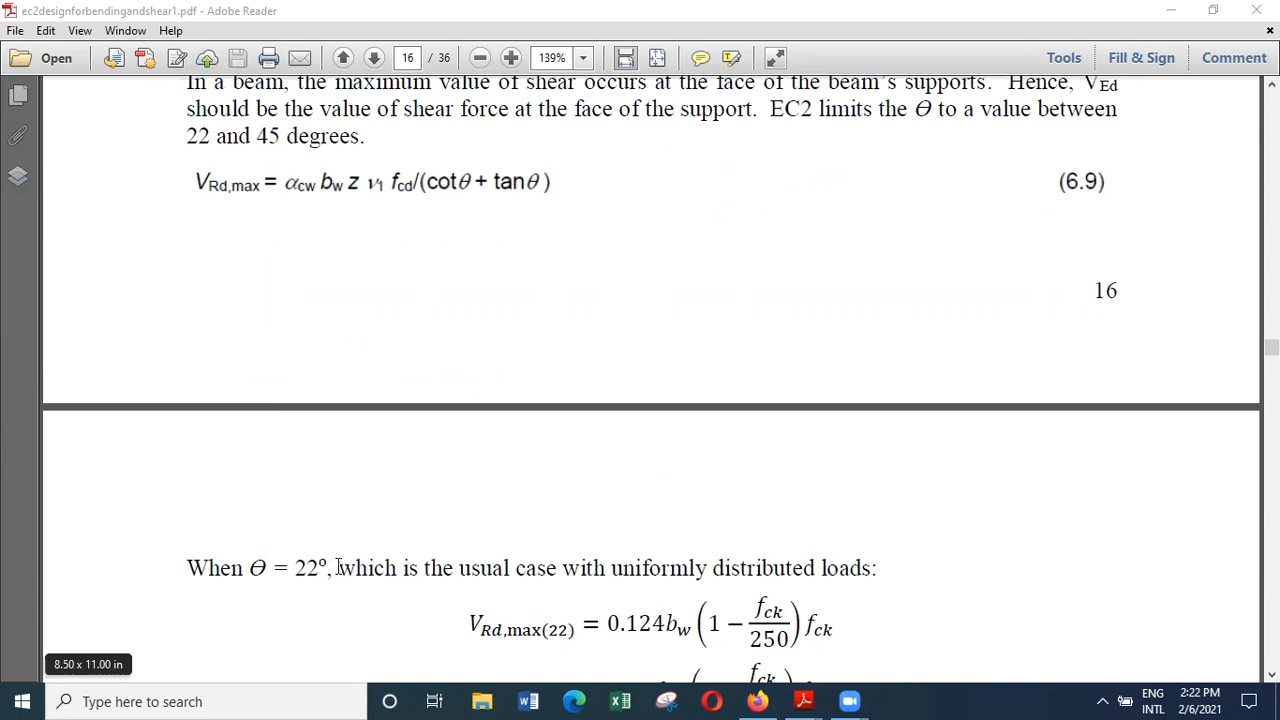 ec2designforbendingandshear1.pdf - Adobe Reader
File Edit View Window Help
Open 16 / 36 139% Tools Fill & Sign Comment
In a beam, the maximum value of shear occurs at the face of the beam's supports. Hence, VEd
should be the value of shear force at the face of the support. EC2 limits the Ɵ to a value between
22 and 45 degrees.
VRd,max = αcw bw z ν1 fcd/(cotθ + tanθ ) (6.9)
16
When Ɵ = 22º, which is the usual case with uniformly distributed loads:
VRd,max(22) = 0.124bw (1 − fck/250) fck
fck
8.50 x 11.00 in
Type here to search
ENG
INTL
2:22 PM
2/6/2021